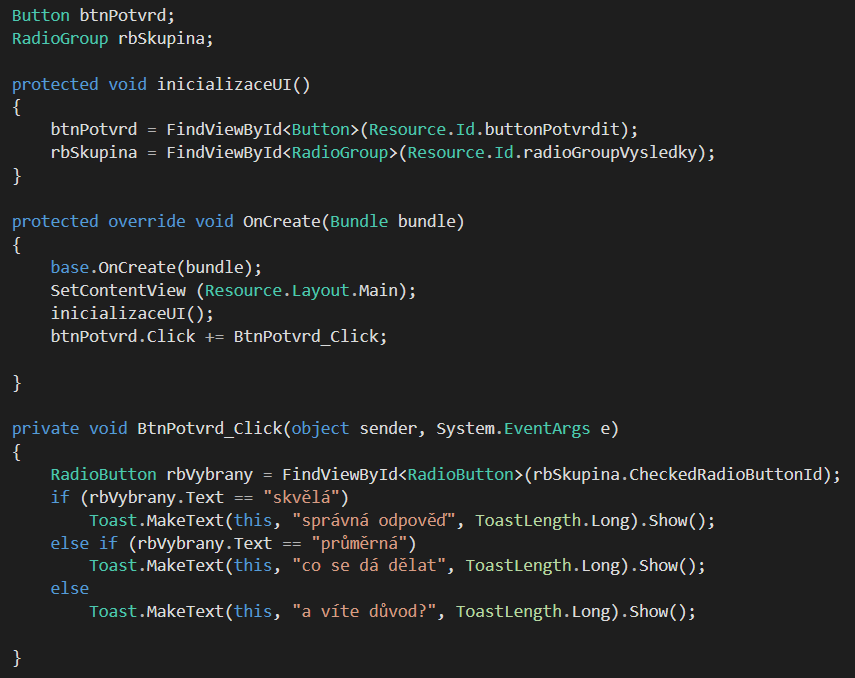 Button btnPotvrd;
RadioGroup rbSkupina;
protected void inicializaceUI()
{
    btnPotvrd = FindViewById<Button>(Resource.Id.buttonPotvrdit);
    rbSkupina = FindViewById<RadioGroup>(Resource.Id.radioGroupVysledky);
}
protected override void OnCreate(Bundle bundle)
{
    base.OnCreate(bundle);
    SetContentView (Resource.Layout.Main);
    inicializaceUI();
    btnPotvrd.Click += BtnPotvrd_Click;
}
private void BtnPotvrd_Click(object sender, System.EventArgs e)
{
    RadioButton rbVybrany = FindViewById<RadioButton>(rbSkupina.CheckedRadioButtonId);
    if (rbVybrany.Text == "skvělá")
        Toast.MakeText(this, "správná odpověď", ToastLength.Long).Show();
    else if (rbVybrany.Text == "průměrná")
        Toast.MakeText(this, "co se dá dělat", ToastLength.Long).Show();
    else
        Toast.MakeText(this, "a víte důvod?", ToastLength.Long).Show();
}